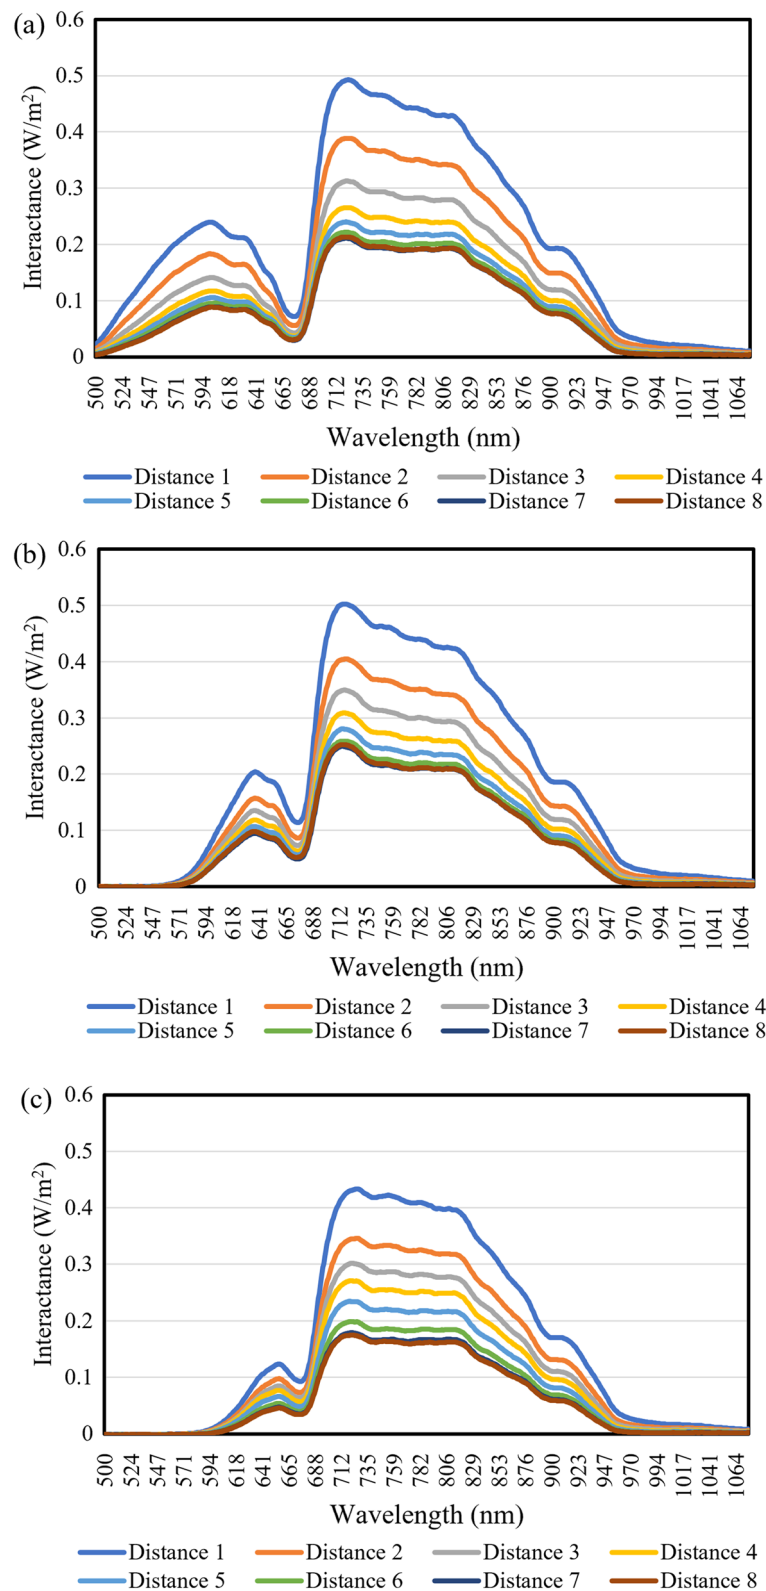 (a)
Interactance (W/m²)
0.6
0.5
0.4
0.3
0.2
0.1
0
500 524 547 571 594 618 641 665 688 712 735 759 782 806 829 853 876 900 923 947 970 994 1017 1041 1064
Wavelength (nm)
Distance 1 Distance 2 Distance 3 Distance 4
Distance 5 Distance 6 Distance 7 Distance 8
(b)
Interactance (W/m²)
0.6
0.5
0.4
0.3
0.2
0.1
0
500 524 547 571 594 618 641 665 688 712 735 759 782 806 829 853 876 900 923 947 970 994 1017 1041 1064
Wavelength (nm)
Distance 1 Distance 2 Distance 3 Distance 4
Distance 5 Distance 6 Distance 7 Distance 8
(c)
Interactance (W/m²)
0.6
0.5
0.4
0.3
0.2
0.1
0
500 524 547 571 594 618 641 665 688 712 735 759 782 806 829 853 876 900 923 947 970 994 1017 1041 1064
Wavelength (nm)
Distance 1 Distance 2 Distance 3 Distance 4
Distance 5 Distance 6 Distance 7 Distance 8